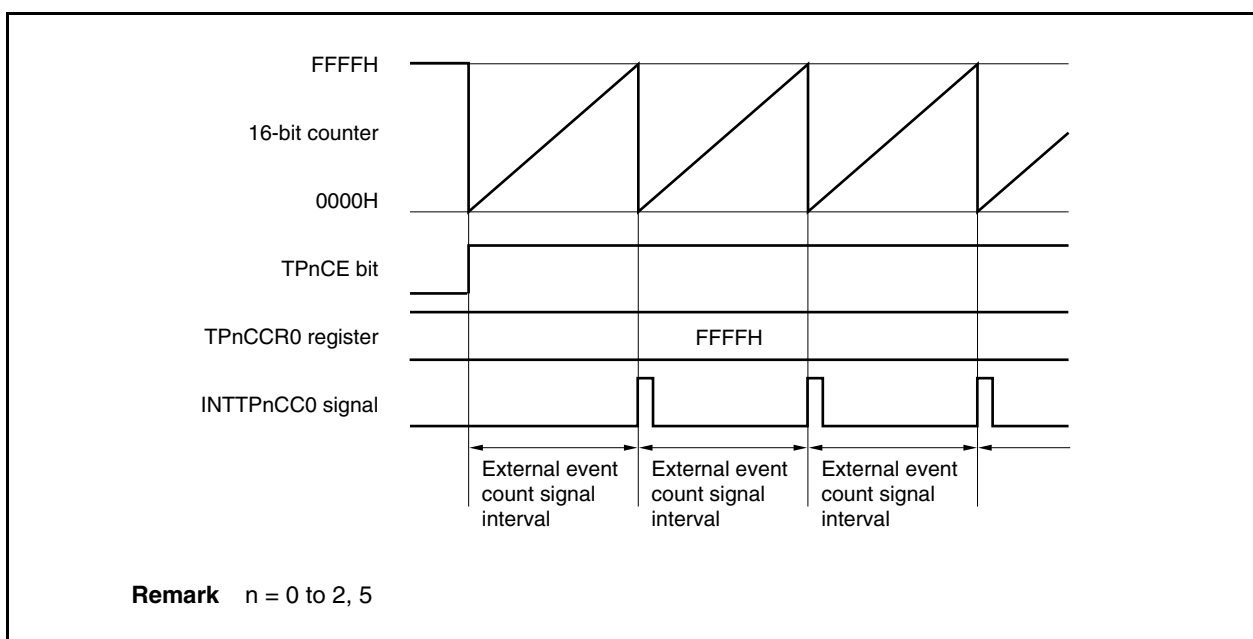 FFFFH
16-bit counter
0000H
TPnCE bit
TPnCCR0 register
FFFFH
INTTPnCC0 signal
External event
count signal
interval
External event
count signal
interval
External event
count signal
interval
Remark n = 0 to 2, 5